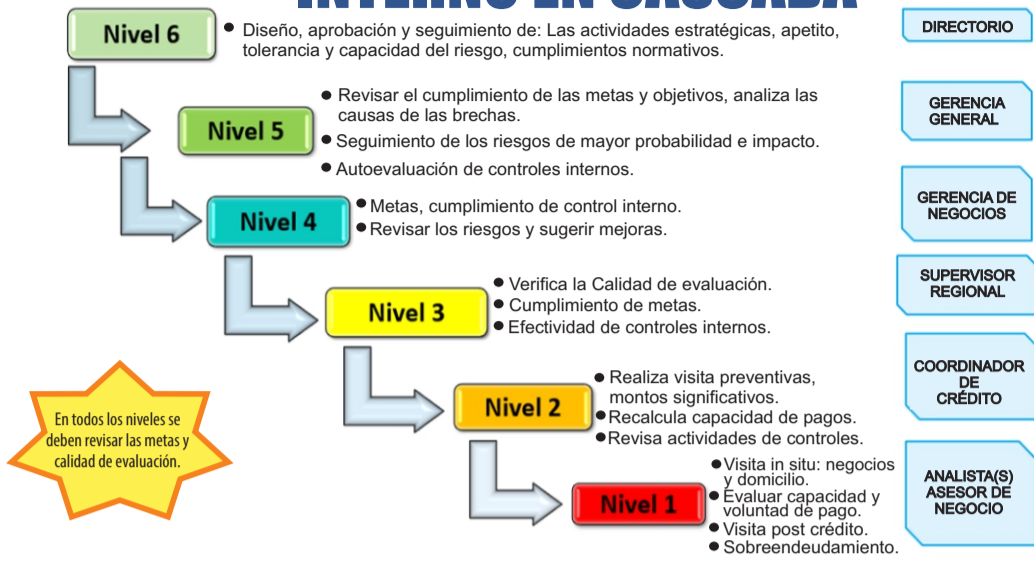 INTERNO EN CASCADA
Nivel 6
• Diseño, aprobación y seguimiento de: Las actividades estratégicas, apetito,
tolerancia y capacidad del riesgo, cumplimientos normativos.
DIRECTORIO
Nivel 5
• Revisar el cumplimiento de las metas y objetivos, analiza las
causas de las brechas.
• Seguimiento de los riesgos de mayor probabilidad e impacto.
• Autoevaluación de controles internos.
GERENCIA
GENERAL
Nivel 4
• Metas, cumplimiento de control interno.
• Revisar los riesgos y sugerir mejoras.
GERENCIA DE
NEGOCIOS
Nivel 3
• Verifica la Calidad de evaluación.
• Cumplimiento de metas.
• Efectividad de controles internos.
SUPERVISOR
REGIONAL
Nivel 2
• Realiza visita preventivas,
montos significativos.
• Recalcula capacidad de pagos.
• Revisa actividades de controles.
COORDINADOR
DE
CRÉDITO
Nivel 1
• Visita in situ: negocios
y domicilio.
• Evaluar capacidad y
voluntad de pago.
• Visita post crédito.
• Sobreendeudamiento.
ANALISTA(S)
ASESOR DE
NEGOCIO
En todos los niveles se
deben revisar las metas y
calidad de evaluación.